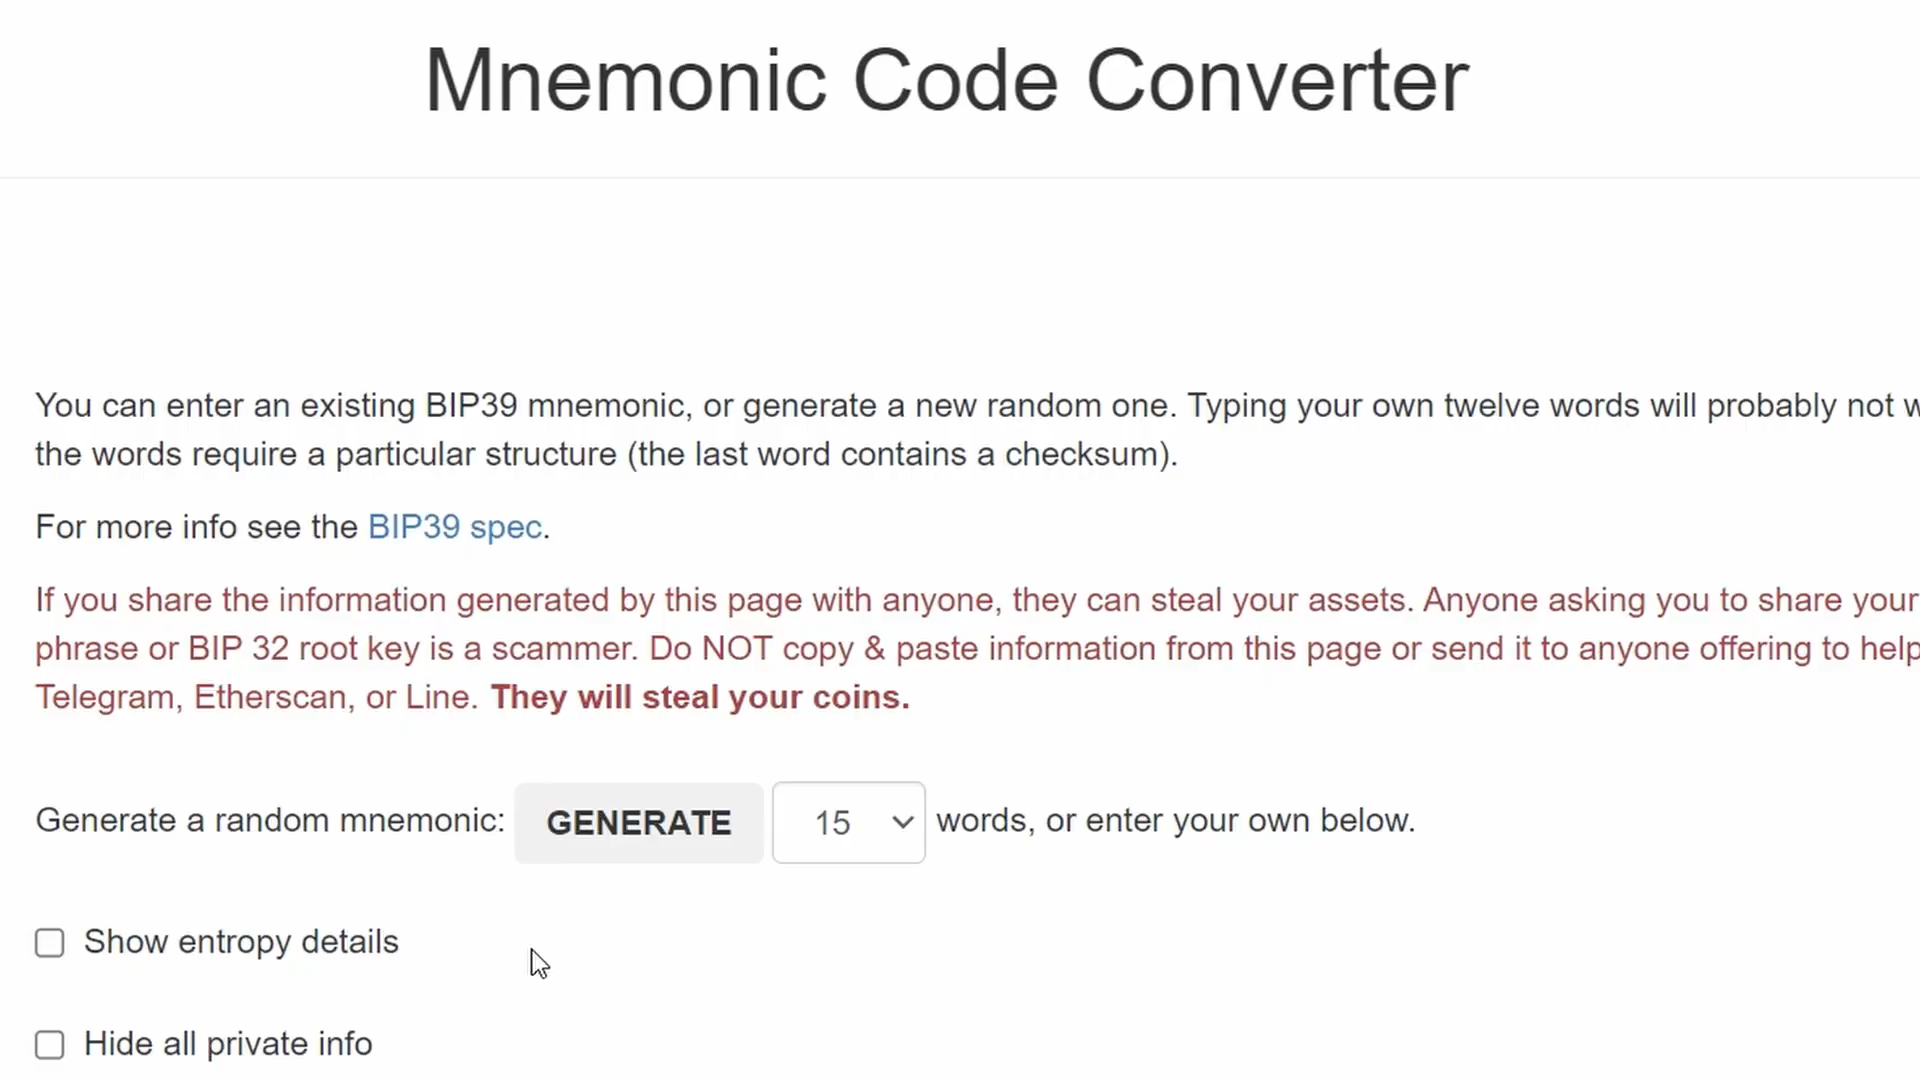 Mnemonic Code Converter
You can enter an existing BIP39 mnemonic, or generate a new random one. Typing your own twelve words will probably not
the words require a particular structure (the last word contains a checksum).
For more info see the BIP39 spec.
If you share the information generated by this page with anyone, they can steal your assets. Anyone asking you to share your
phrase or BIP 32 root key is a scammer. Do NOT copy & paste information from this page or send it to anyone offering to help
Telegram, Etherscan, or Line. They will steal your coins.
Generate a random mnemonic: GENERATE 15 words, or enter your own below.
Show entropy details
Hide all private info